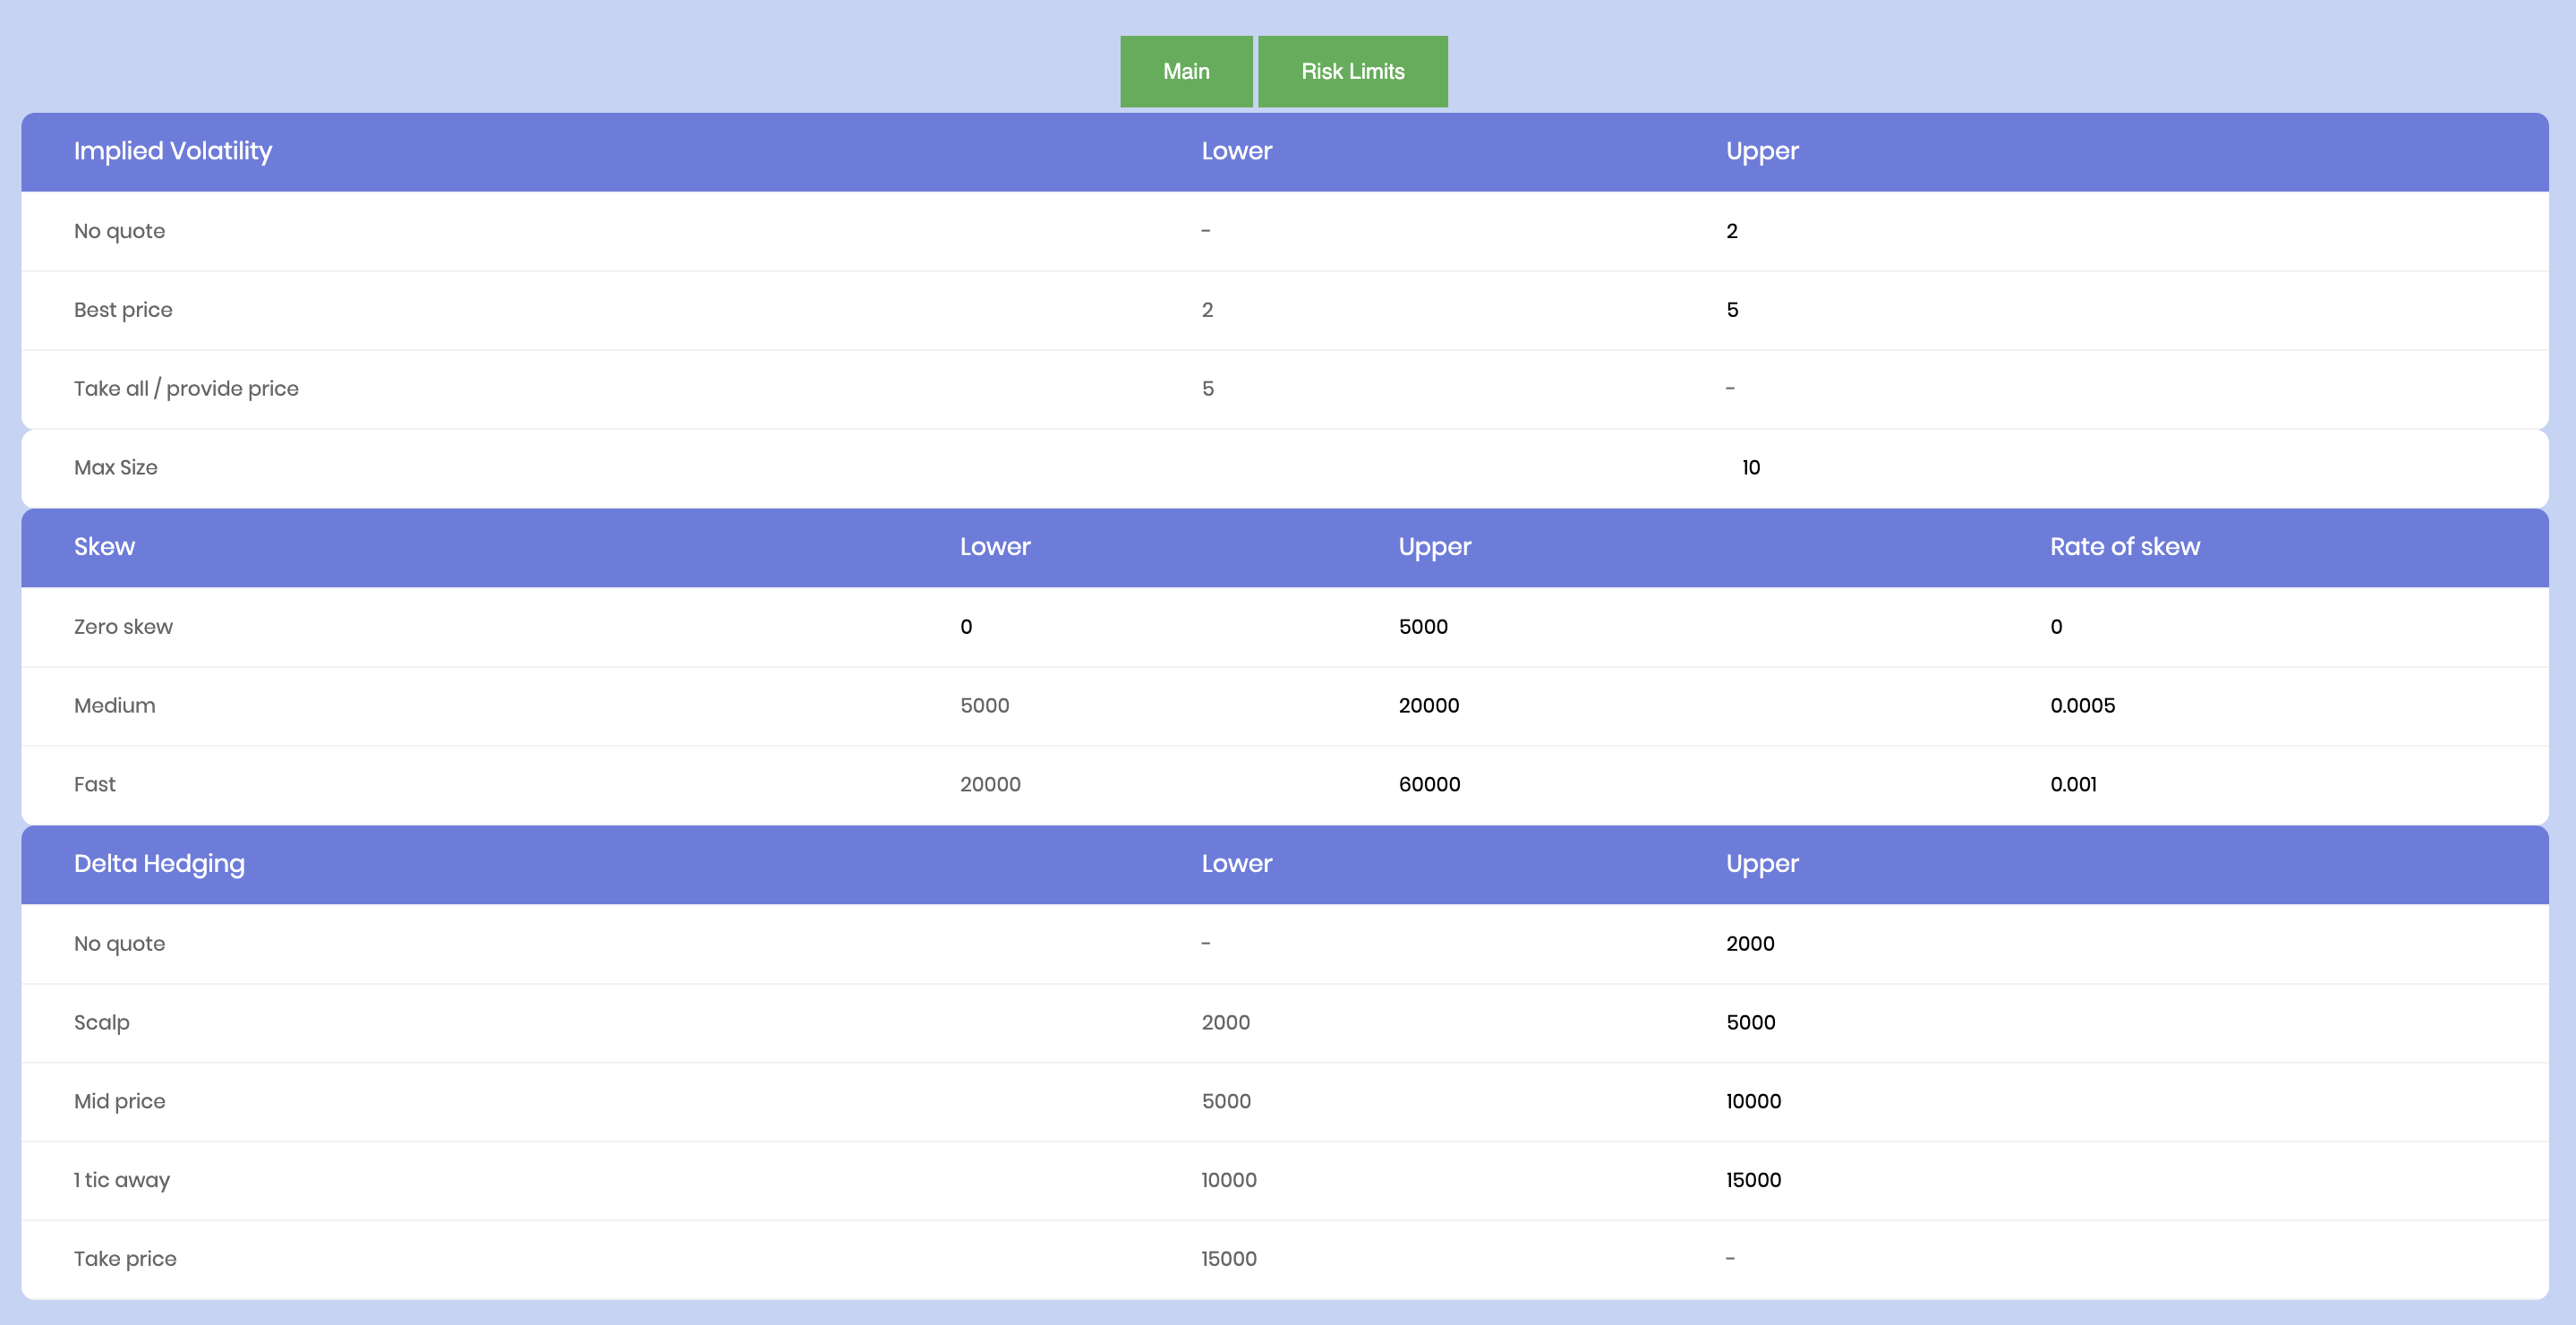 Main Risk Limits
Implied Volatility Lower Upper
No quote - 2
Best price 2 5
Take all / provide price 5 -
Max Size 10
Skew Lower Upper Rate of skew
Zero skew 0 5000 0
Medium 5000 20000 0.0005
Fast 20000 60000 0.001
Delta Hedging Lower Upper
No quote - 2000
Scalp 2000 5000
Mid price 5000 10000
1 tic away 10000 15000
Take price 15000 -